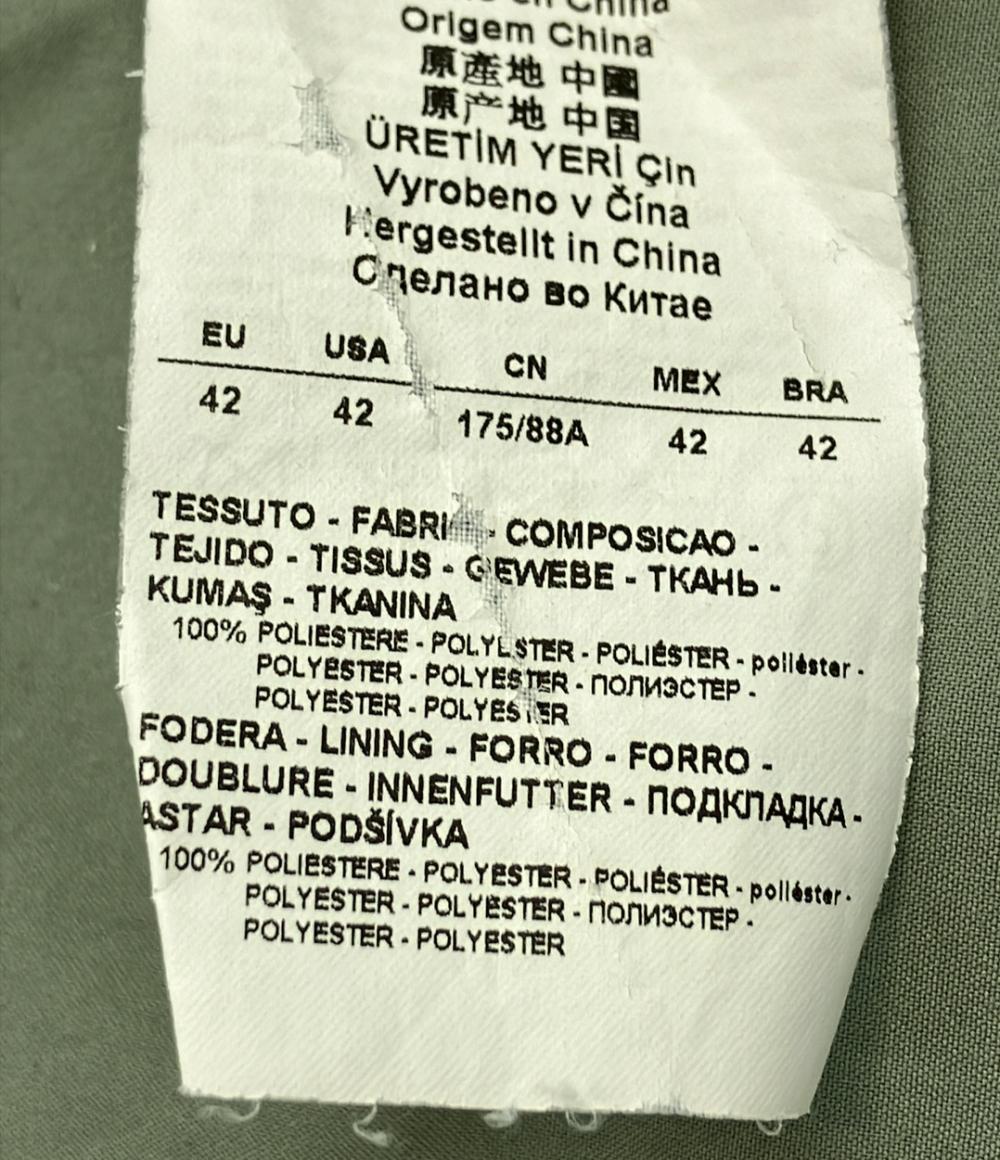 en China
Origem China
原產地 中國
原产地 中国
ÜRETİM YERİ Çin
Vyrobeno v Čína
Hergestellt in China
Сделано во Китае
EU USA CN MEX BRA
42 42 175/88A 42 42
TESSUTO - FABRI - COMPOSICAO -
TEJIDO - TISSUS - GEWEBE - ТКАНЬ -
KUMAŞ - TKANINA
100% POLIESTERE - POLYESTER - POLIÉSTER - poliéster -
POLYESTER - POLYESTER - ПОЛИЭСТЕР -
POLYESTER - POLYESTER
FODERA - LINING - FORRO - FORRO -
DOUBLURE - INNENFUTTER - ПОДКЛАДКА -
ASTAR - PODŠÍVKA
100% POLIESTERE - POLYESTER - POLIÉSTER - poliéster -
POLYESTER - POLYESTER - ПОЛИЭСТЕР -
POLYESTER - POLYESTER